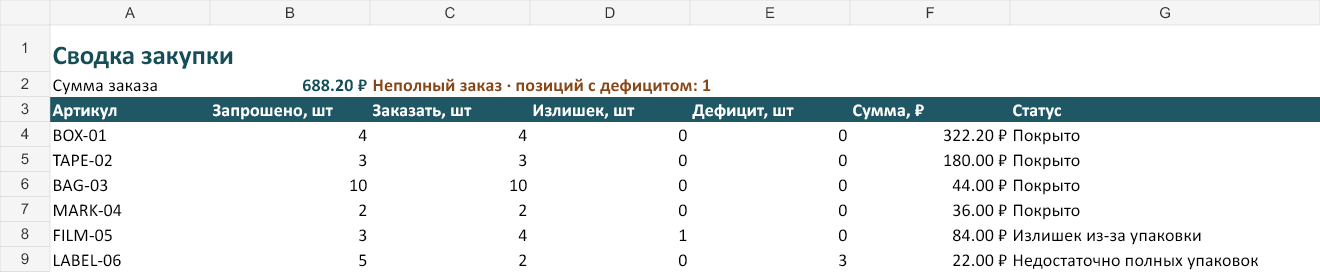 A B C D E F G
1 Сводка закупки
2 Сумма заказа 688.20 ₽ Неполный заказ · позиций с дефицитом: 1
3 Артикул Запрошено, шт Заказать, шт Излишек, шт Дефицит, шт Сумма, ₽ Статус
4 BOX-01 4 4 0 0 322.20 ₽ Покрыто
5 TAPE-02 3 3 0 0 180.00 ₽ Покрыто
6 BAG-03 10 10 0 0 44.00 ₽ Покрыто
7 MARK-04 2 2 0 0 36.00 ₽ Покрыто
8 FILM-05 3 4 1 0 84.00 ₽ Излишек из-за упаковки
9 LABEL-06 5 2 0 3 22.00 ₽ Недостаточно полных упаковок